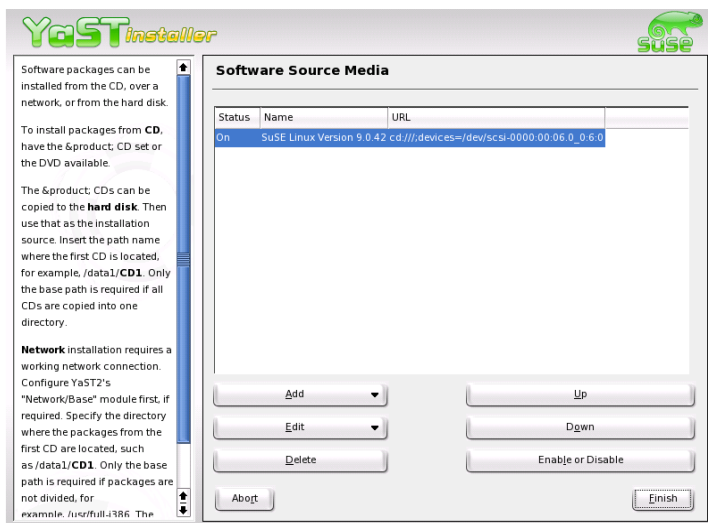 YaST installer
SuSE
Software packages can be
installed from the CD, over a
network, or from the hard disk.
To install packages from CD,
have the &product; CD set or
the DVD available.
The &product; CDs can be
copied to the hard disk. Then
use that as the installation
source. Insert the path name
where the first CD is located,
for example, /data1/CD1. Only
the base path is required if all
CDs are copied into one
directory.
Network installation requires a
working network connection.
Configure YaST2's
"Network/Base" module first, if
required. Specify the directory
where the packages from the
first CD are located, such
as /data1/CD1. Only the base
path is required if packages are
not divided, for
example, /usr/full-i386. The
Software Source Media
Status Name URL
On SuSE Linux Version 9.0.42 cd:///;devices=/dev/scsi-0000:00:06.0_0:6:0
Add Up
Edit Down
Delete Enable or Disable
Abort Finish